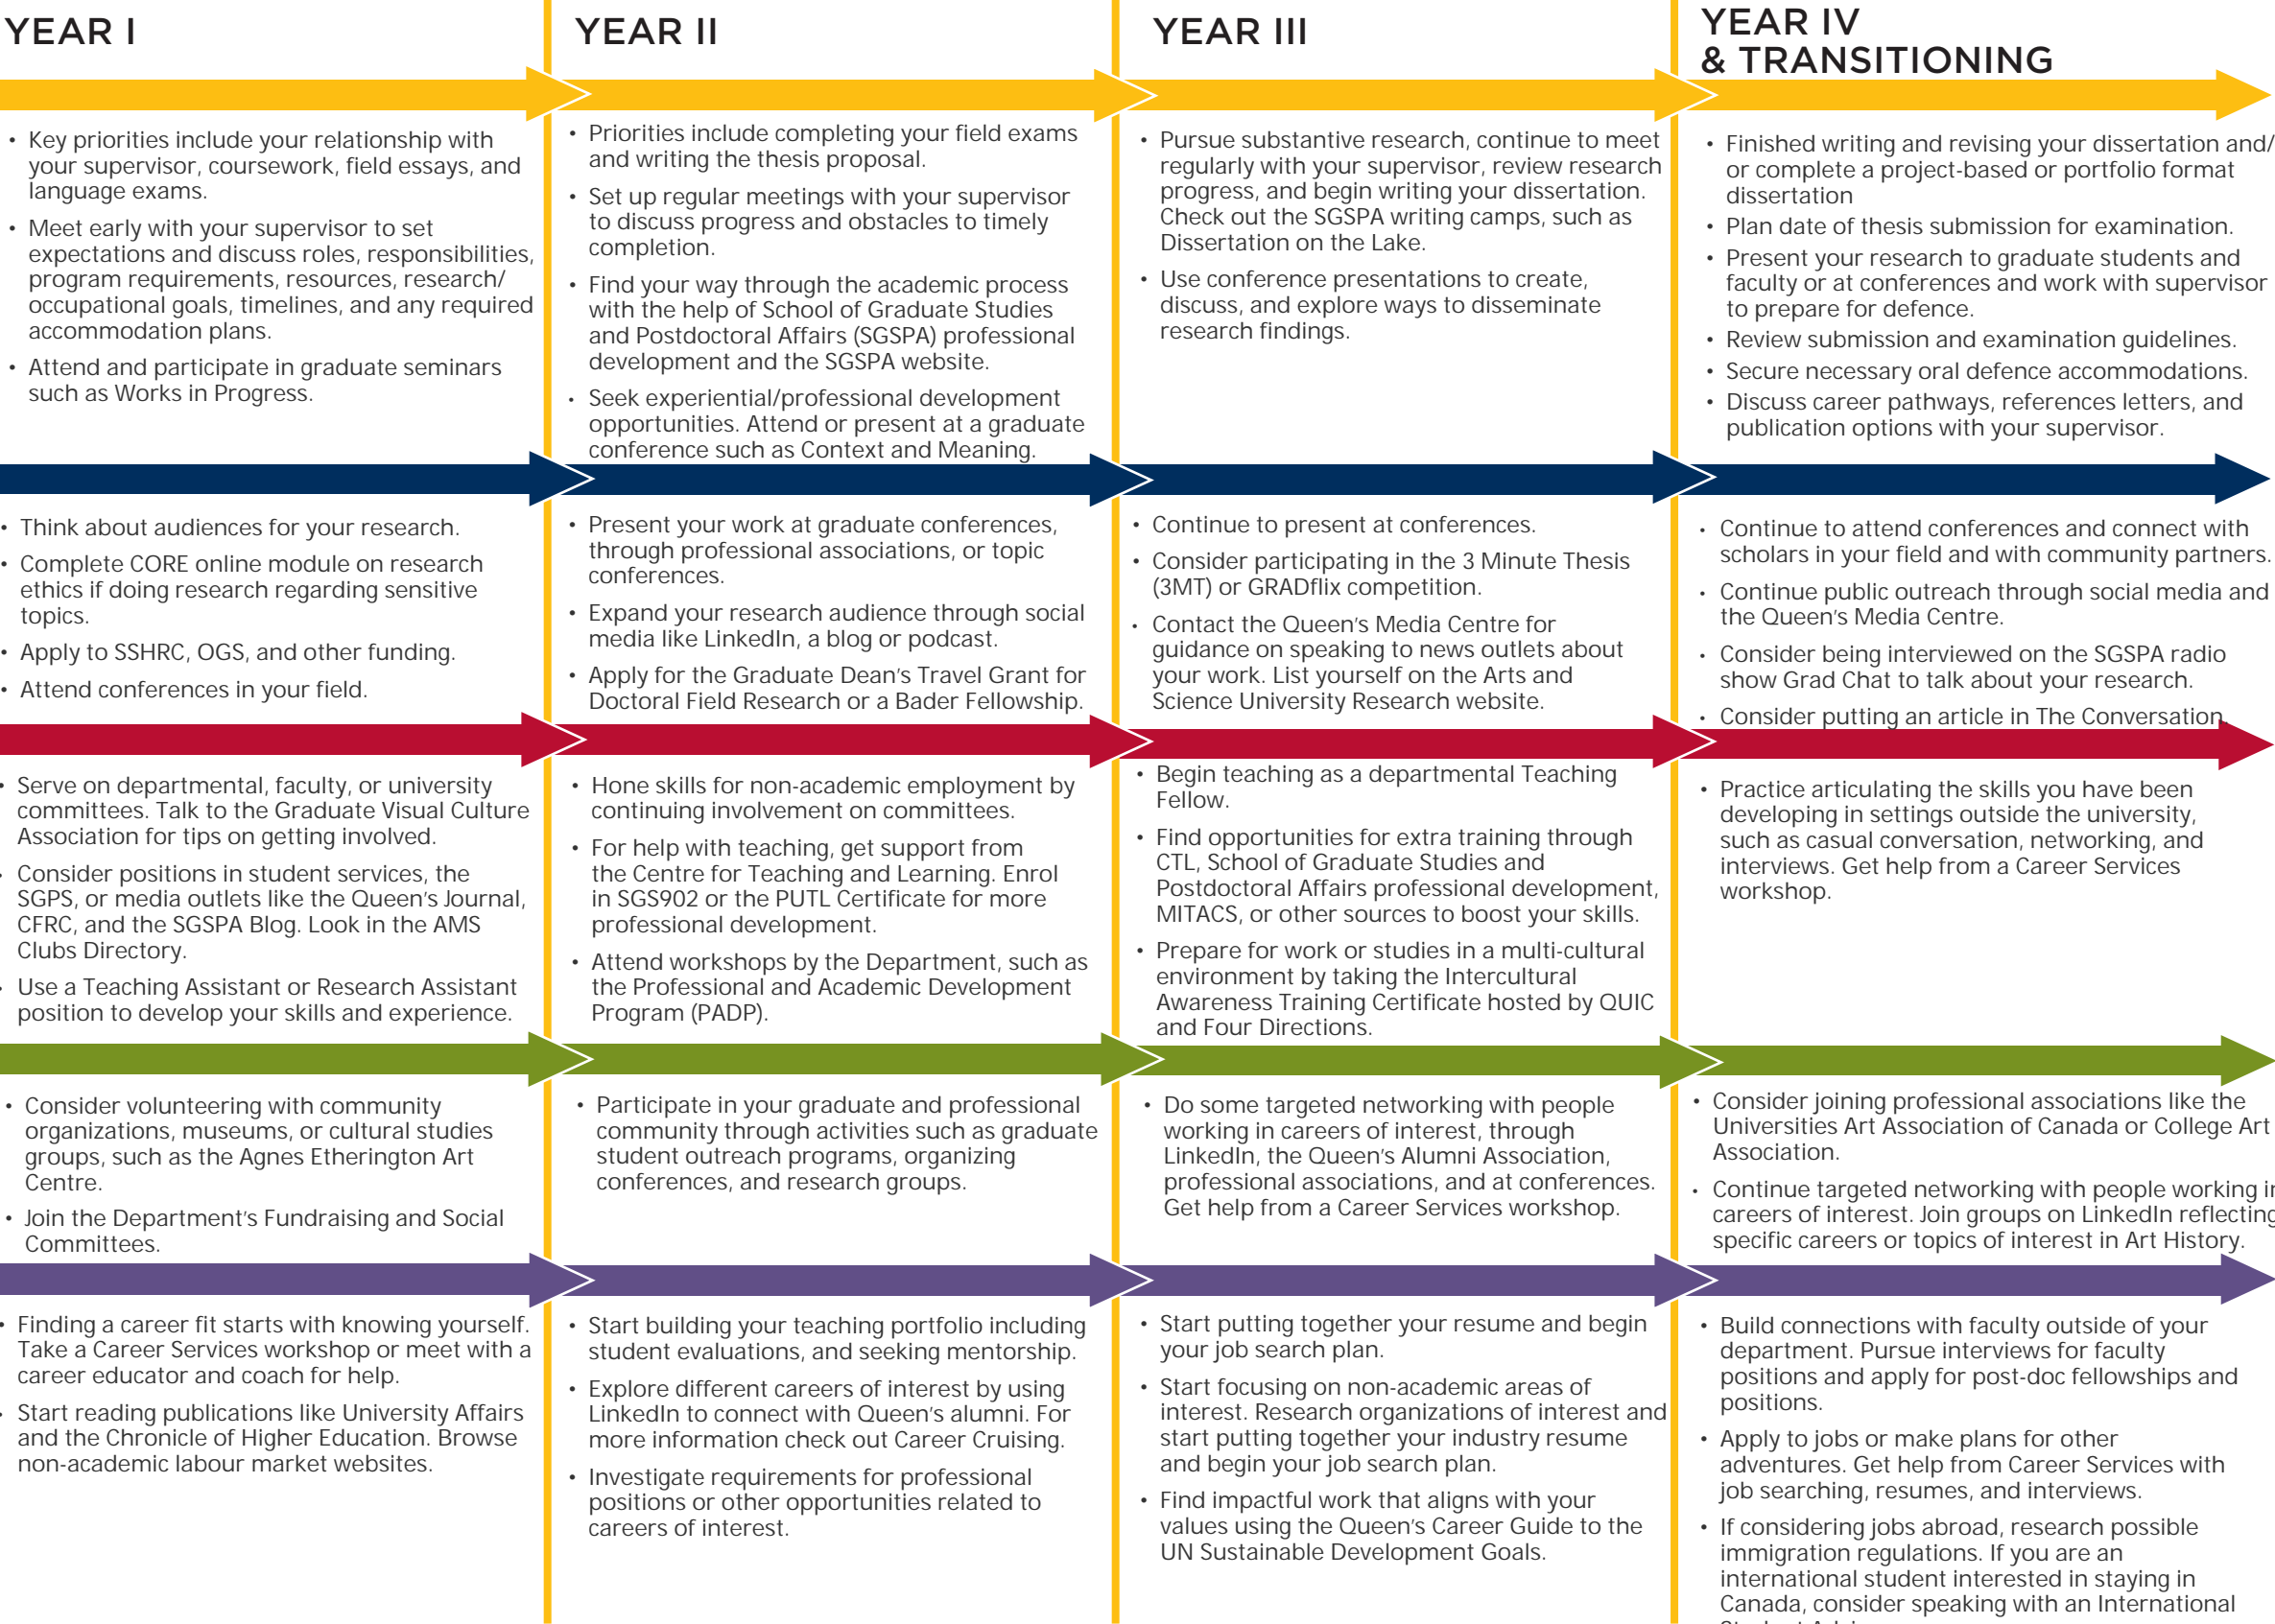 YEAR I
YEAR II
YEAR III
YEAR IV
& TRANSITIONING
• Key priorities include your relationship with
your supervisor, coursework, field essays, and
language exams.
• Meet early with your supervisor to set
expectations and discuss roles, responsibilities,
program requirements, resources, research/
occupational goals, timelines, and any required
accommodation plans.
• Attend and participate in graduate seminars
such as Works in Progress.
• Priorities include completing your field exams
and writing the thesis proposal.
• Set up regular meetings with your supervisor
to discuss progress and obstacles to timely
completion.
• Find your way through the academic process
with the help of School of Graduate Studies
and Postdoctoral Affairs (SGSPA) professional
development and the SGSPA website.
• Seek experiential/professional development
opportunities. Attend or present at a graduate
conference such as Context and Meaning.
• Pursue substantive research, continue to meet
regularly with your supervisor, review research
progress, and begin writing your dissertation.
Check out the SGSPA writing camps, such as
Dissertation on the Lake.
• Use conference presentations to create,
discuss, and explore ways to disseminate
research findings.
• Finished writing and revising your dissertation and/
or complete a project-based or portfolio format
dissertation
• Plan date of thesis submission for examination.
• Present your research to graduate students and
faculty or at conferences and work with supervisor
to prepare for defence.
• Review submission and examination guidelines.
• Secure necessary oral defence accommodations.
• Discuss career pathways, references letters, and
publication options with your supervisor.
• Think about audiences for your research.
• Complete CORE online module on research
ethics if doing research regarding sensitive
topics.
• Apply to SSHRC, OGS, and other funding.
• Attend conferences in your field.
• Present your work at graduate conferences,
through professional associations, or topic
conferences.
• Expand your research audience through social
media like LinkedIn, a blog or podcast.
• Apply for the Graduate Dean's Travel Grant for
Doctoral Field Research or a Bader Fellowship.
• Continue to present at conferences.
• Consider participating in the 3 Minute Thesis
(3MT) or GRADflix competition.
• Contact the Queen's Media Centre for
guidance on speaking to news outlets about
your work. List yourself on the Arts and
Science University Research website.
• Continue to attend conferences and connect with
scholars in your field and with community partners.
• Continue public outreach through social media and
the Queen's Media Centre.
• Consider being interviewed on the SGSPA radio
show Grad Chat to talk about your research.
• Consider putting an article in The Conversation.
• Serve on departmental, faculty, or university
committees. Talk to the Graduate Visual Culture
Association for tips on getting involved.
• Consider positions in student services, the
SGPS, or media outlets like the Queen's Journal,
CFRC, and the SGSPA Blog. Look in the AMS
Clubs Directory.
• Use a Teaching Assistant or Research Assistant
position to develop your skills and experience.
• Hone skills for non-academic employment by
continuing involvement on committees.
• For help with teaching, get support from
the Centre for Teaching and Learning. Enrol
in SGS902 or the PUTL Certificate for more
professional development.
• Attend workshops by the Department, such as
the Professional and Academic Development
Program (PADP).
• Begin teaching as a departmental Teaching
Fellow.
• Find opportunities for extra training through
CTL, School of Graduate Studies and
Postdoctoral Affairs professional development,
MITACS, or other sources to boost your skills.
• Prepare for work or studies in a multi-cultural
environment by taking the Intercultural
Awareness Training Certificate hosted by QUIC
and Four Directions.
• Practice articulating the skills you have been
developing in settings outside the university,
such as casual conversation, networking, and
interviews. Get help from a Career Services
workshop.
• Consider volunteering with community
organizations, museums, or cultural studies
groups, such as the Agnes Etherington Art
Centre.
• Join the Department's Fundraising and Social
Committees.
• Participate in your graduate and professional
community through activities such as graduate
student outreach programs, organizing
conferences, and research groups.
• Do some targeted networking with people
working in careers of interest, through
LinkedIn, the Queen's Alumni Association,
professional associations, and at conferences.
Get help from a Career Services workshop.
• Consider joining professional associations like the
Universities Art Association of Canada or College Art
Association.
• Continue targeted networking with people working in
careers of interest. Join groups on LinkedIn reflecting
specific careers or topics of interest in Art History.
• Finding a career fit starts with knowing yourself.
Take a Career Services workshop or meet with a
career educator and coach for help.
• Start reading publications like University Affairs
and the Chronicle of Higher Education. Browse
non-academic labour market websites.
• Start building your teaching portfolio including
student evaluations, and seeking mentorship.
• Explore different careers of interest by using
LinkedIn to connect with Queen's alumni. For
more information check out Career Cruising.
• Investigate requirements for professional
positions or other opportunities related to
careers of interest.
• Start putting together your resume and begin
your job search plan.
• Start focusing on non-academic areas of
interest. Research organizations of interest and
start putting together your industry resume
and begin your job search plan.
• Find impactful work that aligns with your
values using the Queen's Career Guide to the
UN Sustainable Development Goals.
• Build connections with faculty outside of your
department. Pursue interviews for faculty
positions and apply for post-doc fellowships and
positions.
• Apply to jobs or make plans for other
adventures. Get help from Career Services with
job searching, resumes, and interviews.
• If considering jobs abroad, research possible
immigration regulations. If you are an
international student interested in staying in
Canada, consider speaking with an International